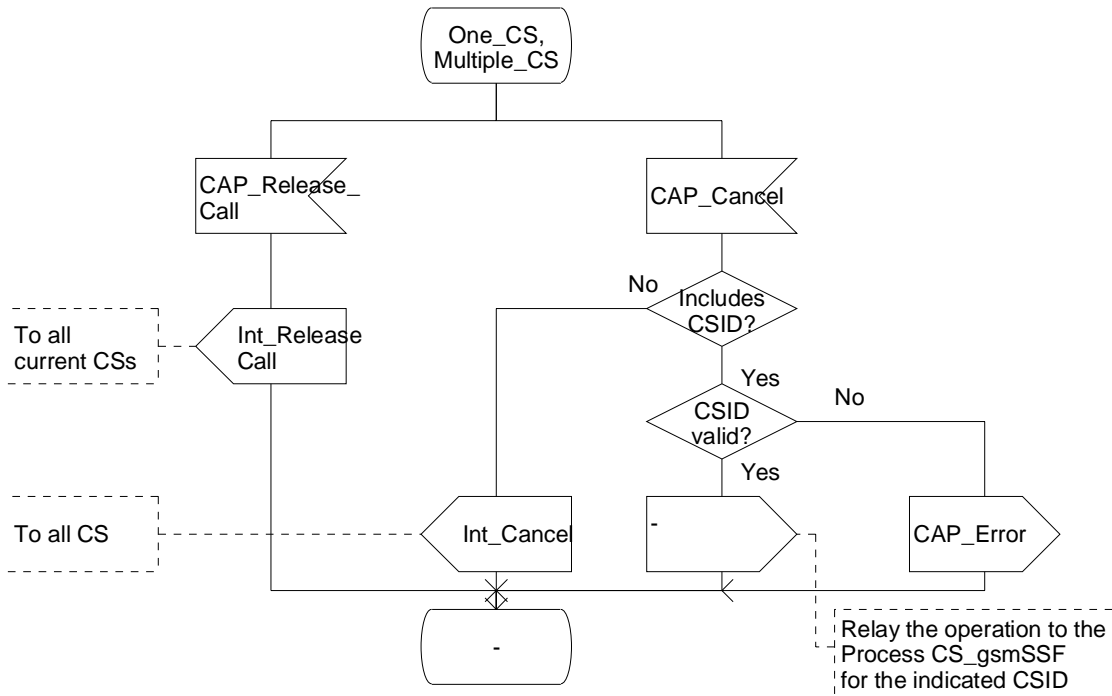 One_CS,
Multiple_CS
CAP_Release_
Call
CAP_Cancel
No
Includes
CSID?
To all
current CSs
Int_Release
Call
Yes
No
CSID
valid?
Yes
To all CS
Int_Cancel
-
CAP_Error
-
Relay the operation to the
Process CS_gsmSSF
for the indicated CSID